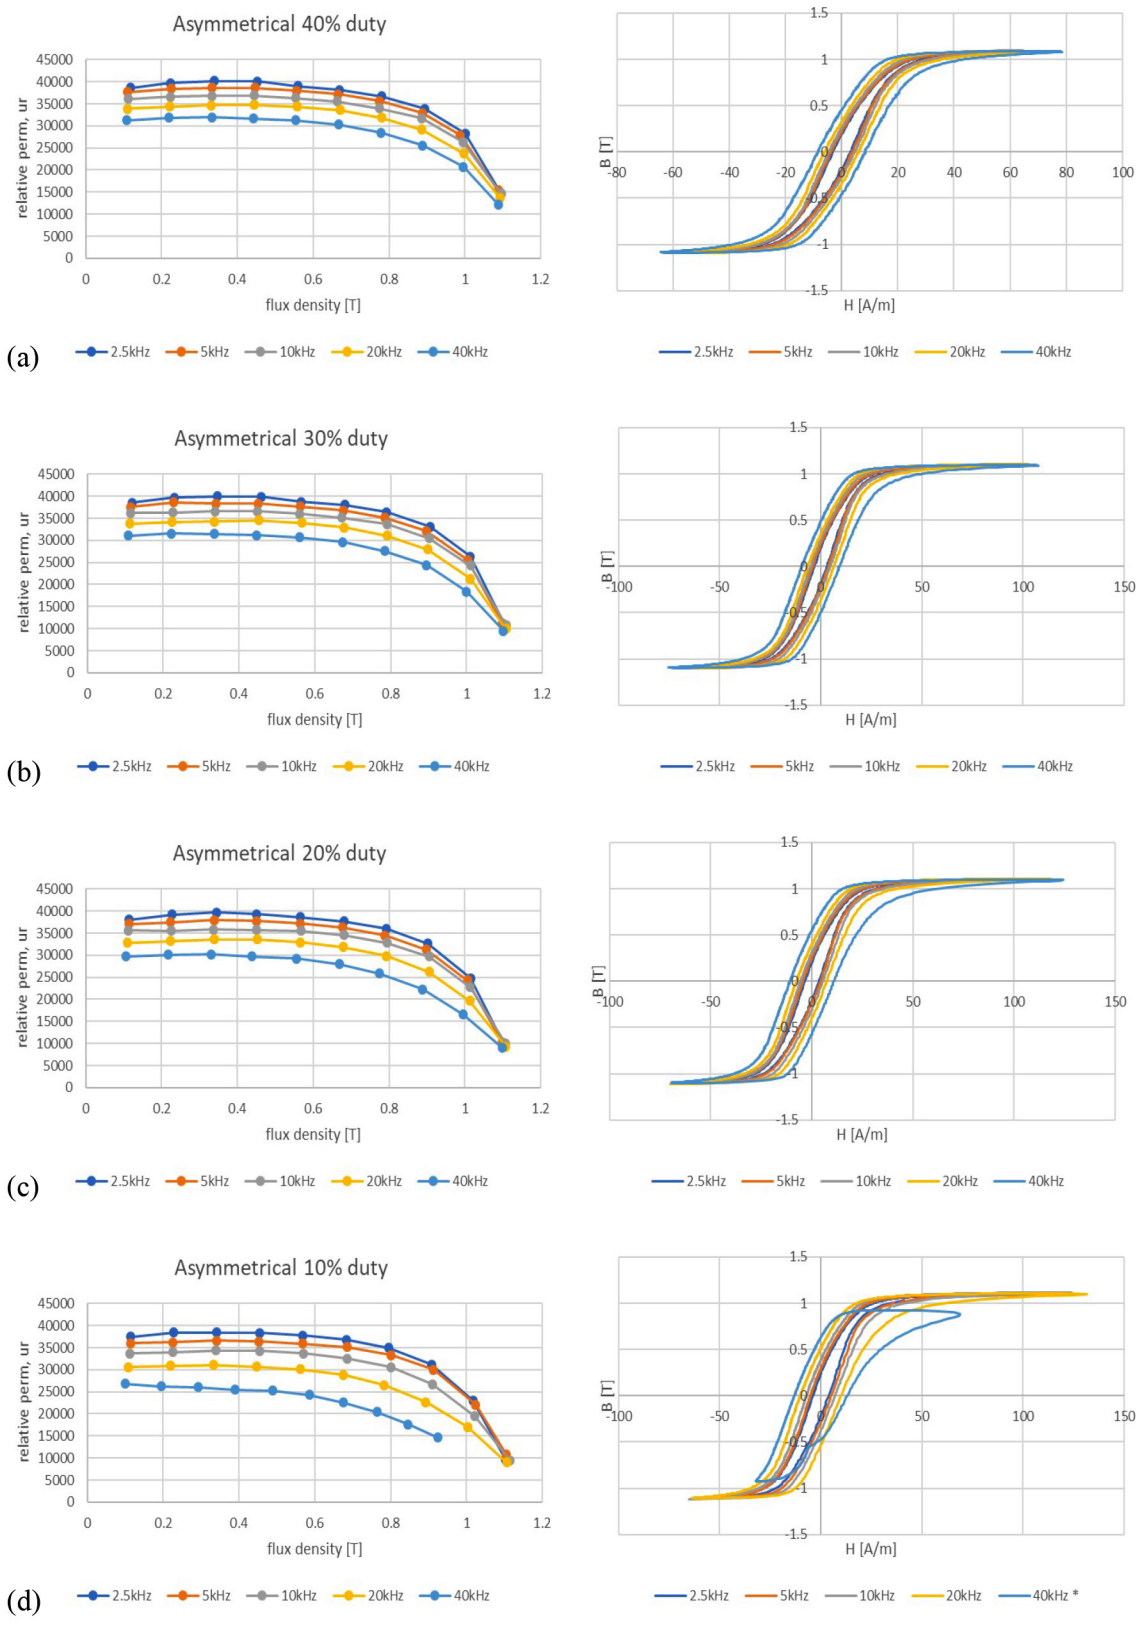 Asymmetrical 40% duty
relative perm, ur
45000
40000
35000
30000
25000
20000
15000
10000
5000
0
0 0.2 0.4 0.6 0.8 1 1.2
flux density [T]
2.5kHz 5kHz 10kHz 20kHz 40kHz
B [T]
1.5
1
0.5
0
-0.5
-1
-1.5
-80 -60 -40 -20 0 20 40 60 80 100
H [A/m]
2.5kHz 5kHz 10kHz 20kHz 40kHz
(a)
Asymmetrical 30% duty
relative perm, ur
45000
40000
35000
30000
25000
20000
15000
10000
5000
0
0 0.2 0.4 0.6 0.8 1 1.2
flux density [T]
2.5kHz 5kHz 10kHz 20kHz 40kHz
B [T]
1.5
1
0.5
0
-0.5
-1
-1.5
-100 -50 0 50 100 150
H [A/m]
2.5kHz 5kHz 10kHz 20kHz 40kHz
(b)
Asymmetrical 20% duty
relative perm, ur
45000
40000
35000
30000
25000
20000
15000
10000
5000
0
0 0.2 0.4 0.6 0.8 1 1.2
flux density [T]
2.5kHz 5kHz 10kHz 20kHz 40kHz
B [T]
1.5
1
0.5
0
-0.5
-1
-1.5
-100 -50 0 50 100 150
H [A/m]
2.5kHz 5kHz 10kHz 20kHz 40kHz
(c)
Asymmetrical 10% duty
relative perm, ur
45000
40000
35000
30000
25000
20000
15000
10000
5000
0
0 0.2 0.4 0.6 0.8 1 1.2
flux density [T]
2.5kHz 5kHz 10kHz 20kHz 40kHz
B [T]
1.5
1
0.5
0
-0.5
-1
-1.5
-100 -50 0 50 100 150
H [A/m]
2.5kHz 5kHz 10kHz 20kHz 40kHz *
(d)